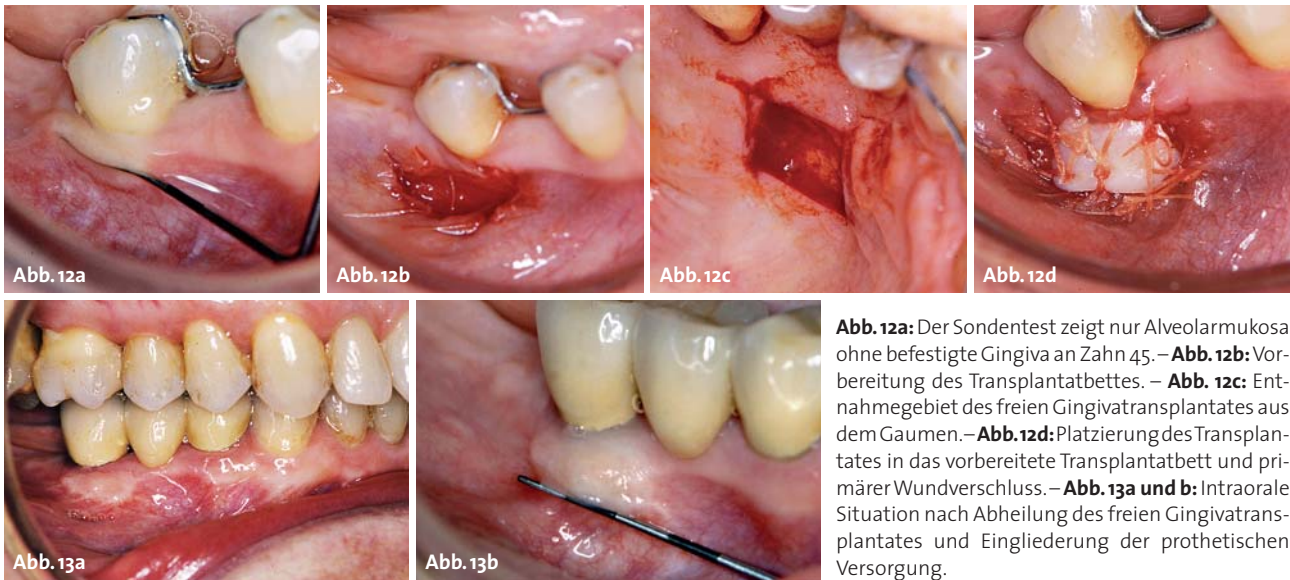 Abb. 12a
Abb. 12b
Abb. 12c
Abb. 12d
Abb. 13a
Abb. 13b
Abb. 12a: Der Sondentest zeigt nur Alveolarmukosa
ohne befestigte Gingiva an Zahn 45. – Abb. 12b: Vor-
bereitung des Transplantatbettes. – Abb. 12c: Ent-
nahmegebiet des freien Gingivatransplantates aus
dem Gaumen. – Abb. 12d: Platzierung des Transplan-
tates in das vorbereitete Transplantatbett und pri-
märer Wundverschluss. – Abb. 13a und b: Intraorale
Situation nach Abheilung des freien Gingivatrans-
plantates und Eingliederung der prothetischen
Versorgung.